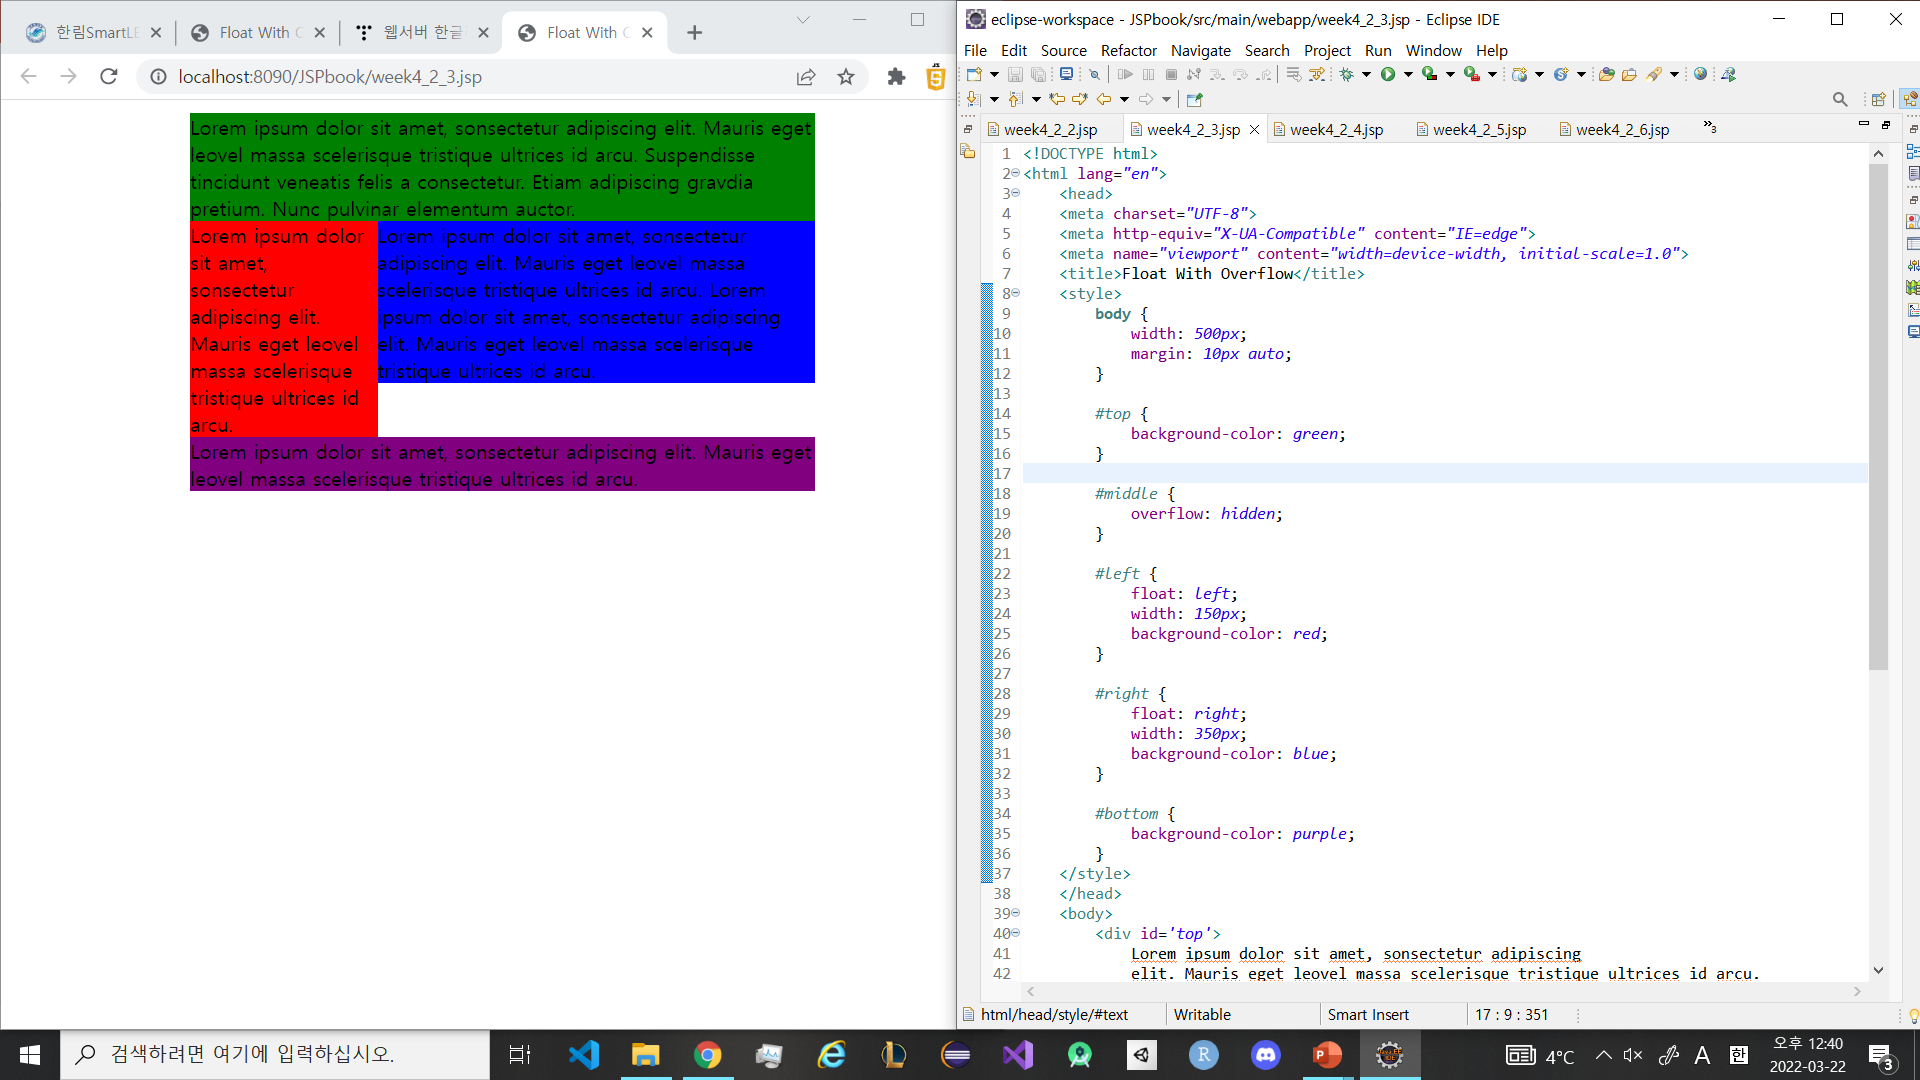 한림SmartLE
Float With C
웹서버 한글
Float With C
localhost:8090/JSPbook/week4_2_3.jsp
Lorem ipsum dolor sit amet, sonsectetur adipiscing elit. Mauris eget
leovel massa scelerisque tristique ultrices id arcu. Suspendisse
tincidunt veneatis felis a consectetur. Etiam adipiscing gravdia
pretium. Nunc pulvinar elementum auctor.
Lorem ipsum dolor
sit amet,
sonsectetur
adipiscing elit.
Mauris eget leovel
massa scelerisque
tristique ultrices id
arcu.
Lorem ipsum dolor sit amet, sonsectetur
adipiscing elit. Mauris eget leovel massa
scelerisque tristique ultrices id arcu. Lorem
ipsum dolor sit amet, sonsectetur adipiscing
elit. Mauris eget leovel massa scelerisque
tristique ultrices id arcu.
Lorem ipsum dolor sit amet, sonsectetur adipiscing elit. Mauris eget
leovel massa scelerisque tristique ultrices id arcu.
eclipse-workspace - JSPbook/src/main/webapp/week4_2_3.jsp - Eclipse IDE
File Edit Source Refactor Navigate Search Project Run Window Help
week4_2_2.jsp week4_2_3.jsp week4_2_4.jsp week4_2_5.jsp week4_2_6.jsp »3
1 <!DOCTYPE html>
2 <html lang="en">
3 <head>
4 <meta charset="UTF-8">
5 <meta http-equiv="X-UA-Compatible" content="IE=edge">
6 <meta name="viewport" content="width=device-width, initial-scale=1.0">
7 <title>Float With Overflow</title>
8 <style>
9 body {
10 width: 500px;
11 margin: 10px auto;
12 }
13
14 #top {
15 background-color: green;
16 }
17
18 #middle {
19 overflow: hidden;
20 }
21
22 #left {
23 float: left;
24 width: 150px;
25 background-color: red;
26 }
27
28 #right {
29 float: right;
30 width: 350px;
31 background-color: blue;
32 }
33
34 #bottom {
35 background-color: purple;
36 }
37 </style>
38 </head>
39 <body>
40 <div id='top'>
41 Lorem ipsum dolor sit amet, sonsectetur adipiscing
42 elit. Mauris eget leovel massa scelerisque tristique ultrices id arcu.
html/head/style/#text Writable Smart Insert 17 : 9 : 351
검색하려면 여기에 입력하십시오.
4°C A 한 오후 12:40
2022-03-22 3